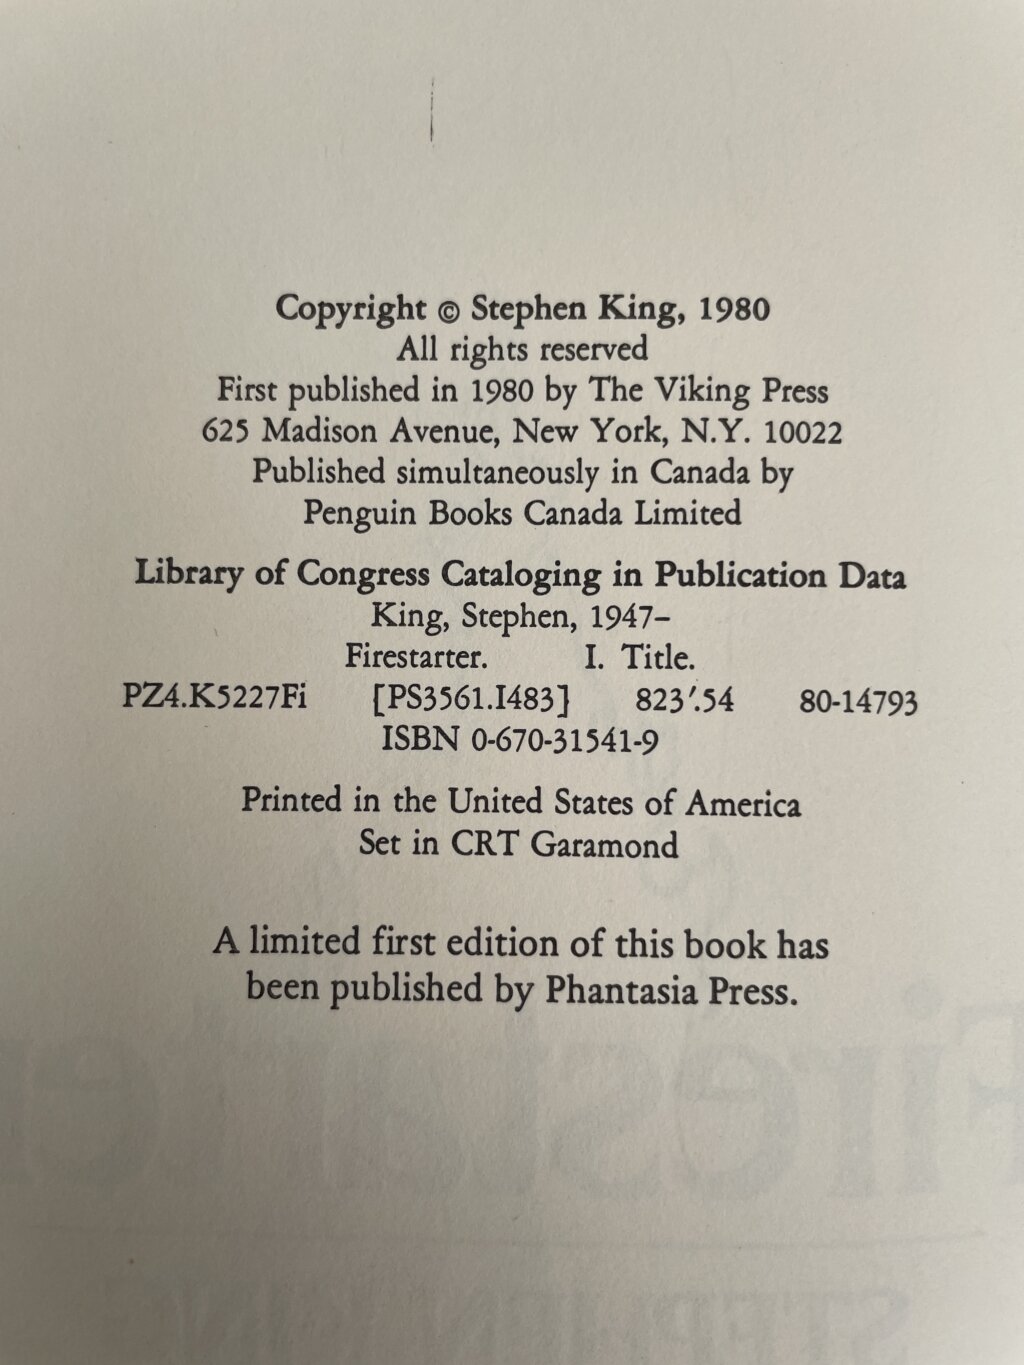 Copyright © Stephen King, 1980
All rights reserved
First published in 1980 by The Viking Press
625 Madison Avenue, New York, N.Y. 10022
Published simultaneously in Canada by
Penguin Books Canada Limited
Library of Congress Cataloging in Publication Data
King, Stephen, 1947–
Firestarter. I. Title.
PZ4.K5227Fi [PS3561.I483] 823′.54 80-14793
ISBN 0-670-31541-9
Printed in the United States of America
Set in CRT Garamond
A limited first edition of this book has
been published by Phantasia Press.